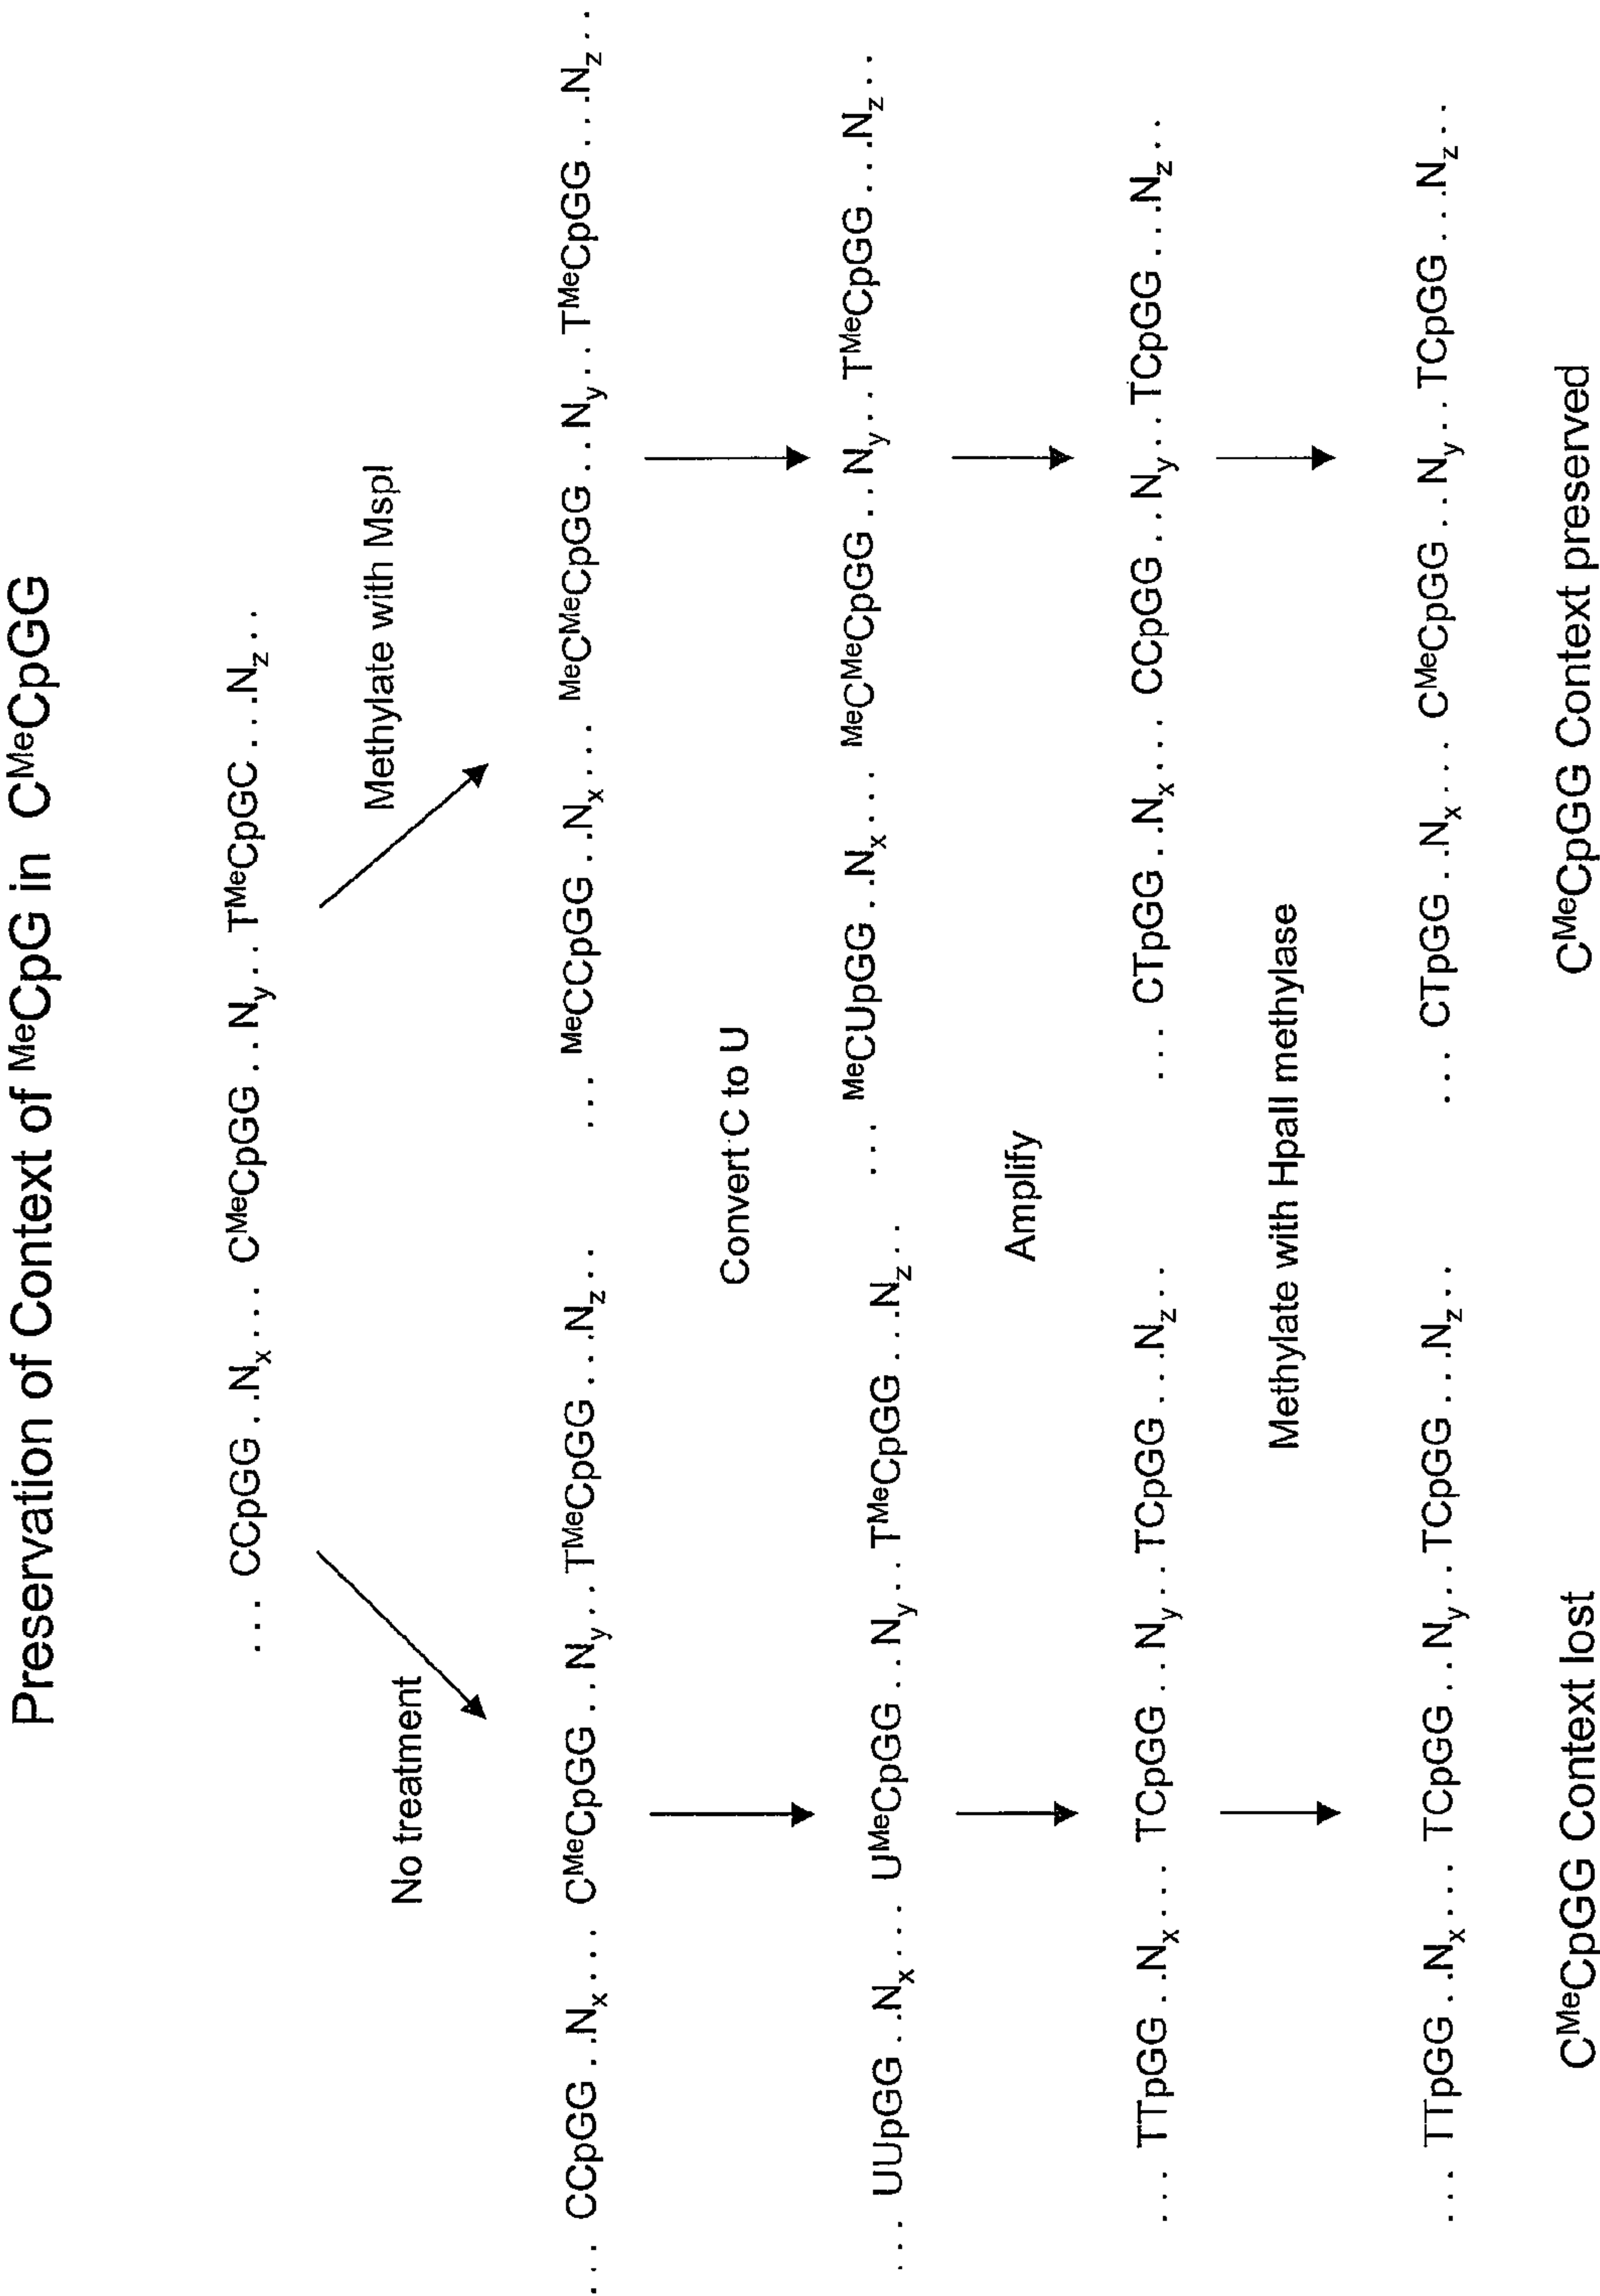 Preservation of Context of MeCpG in CMeCpGG
... CCpGG ..Nx.... CMeCpGG ..Ny...TMeCpGC ...Nz...
No treatment
Methylate with MspI
... CCpGG ..Nx.... CMeCpGG ..Ny...TMeCpGG ...Nz...
... MeCCpGG ..Nx.... MeCMeCpGG ..Ny...TMeCpGG ...Nz...
Convert C to U
... UUpGG ..Nx.... UMeCpGG ..Ny...TMeCpGG ...Nz...
... MeCUpGG ..Nx.... MeCMeCpGG ..Ny...TMeCpGG ...Nz...
Amplify
... TTpGG ..Nx.... TCpGG ..Ny...TCpGG ...Nz...
... CTpGG ..Nx.... CCpGG ..Ny...TCpGG ...Nz...
Methylate with HpaII methylase
... TTpGG ..Nx.... TCpGG ..Ny...TCpGG ...Nz...
... CTpGG ..Nx.... CMeCpGG ..Ny...TCpGG ...Nz...
CMeCpGG Context lost
CMeCpGG Context preserved